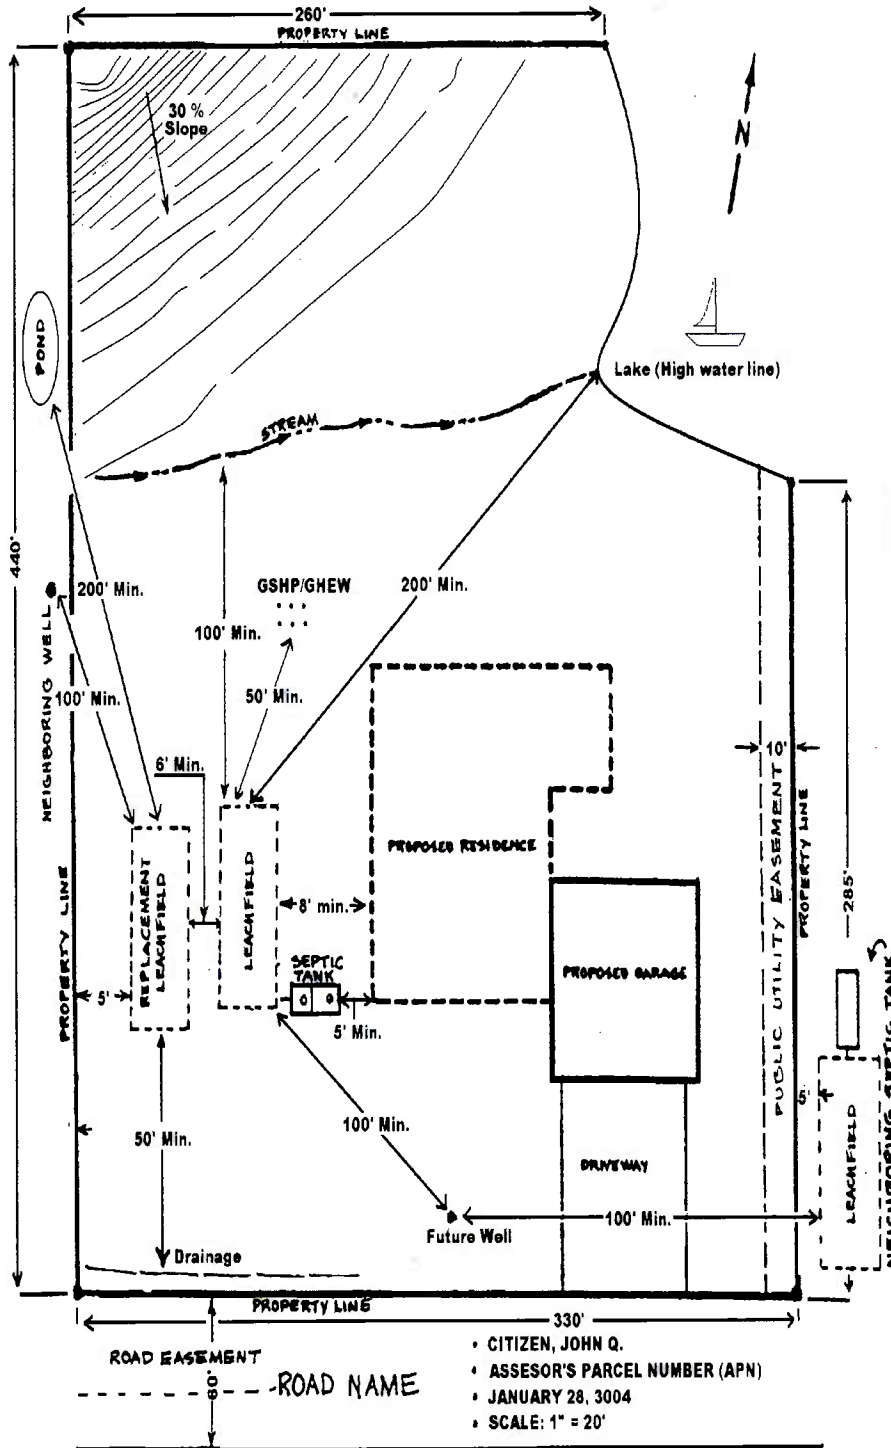 260'
PROPERTY LINE
30 %
Slope
N
POND
Lake (High water line)
STREAM
440'
200' Min.
GSHP/GHEW
200' Min.
100' Min.
NEIGHBORING WELL
50' Min.
100' Min.
6' Min.
10'
PROPOSED RESIDENCE
PUBLIC UTILITY EASEMENT
PROPERTY LINE
285'
REPLACEMENT
LEACHFIELD
LEACHFIELD
8' min.
PROPERTY LINE
SEPTIC
TANK
PROPOSED GARAGE
5'
5' Min.
NEIGHBORING SEPTIC TANK
5'
LEACHFIELD
50' Min.
100' Min.
DRIVEWAY
100' Min.
Future Well
Drainage
PROPERTY LINE
330'
ROAD EASEMENT
60'
ROAD NAME
• CITIZEN, JOHN Q.
• ASSESOR'S PARCEL NUMBER (APN)
• JANUARY 28, 3004
• SCALE: 1" = 20'